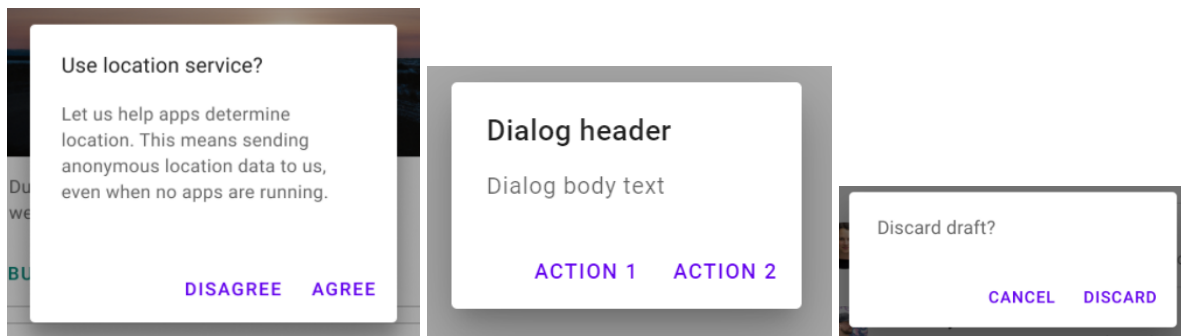 Use location service?
Let us help apps determine
location. This means sending
anonymous location data to us,
even when no apps are running.
DISAGREE AGREE
Dialog header
Dialog body text
ACTION 1 ACTION 2
Discard draft?
CANCEL DISCARD